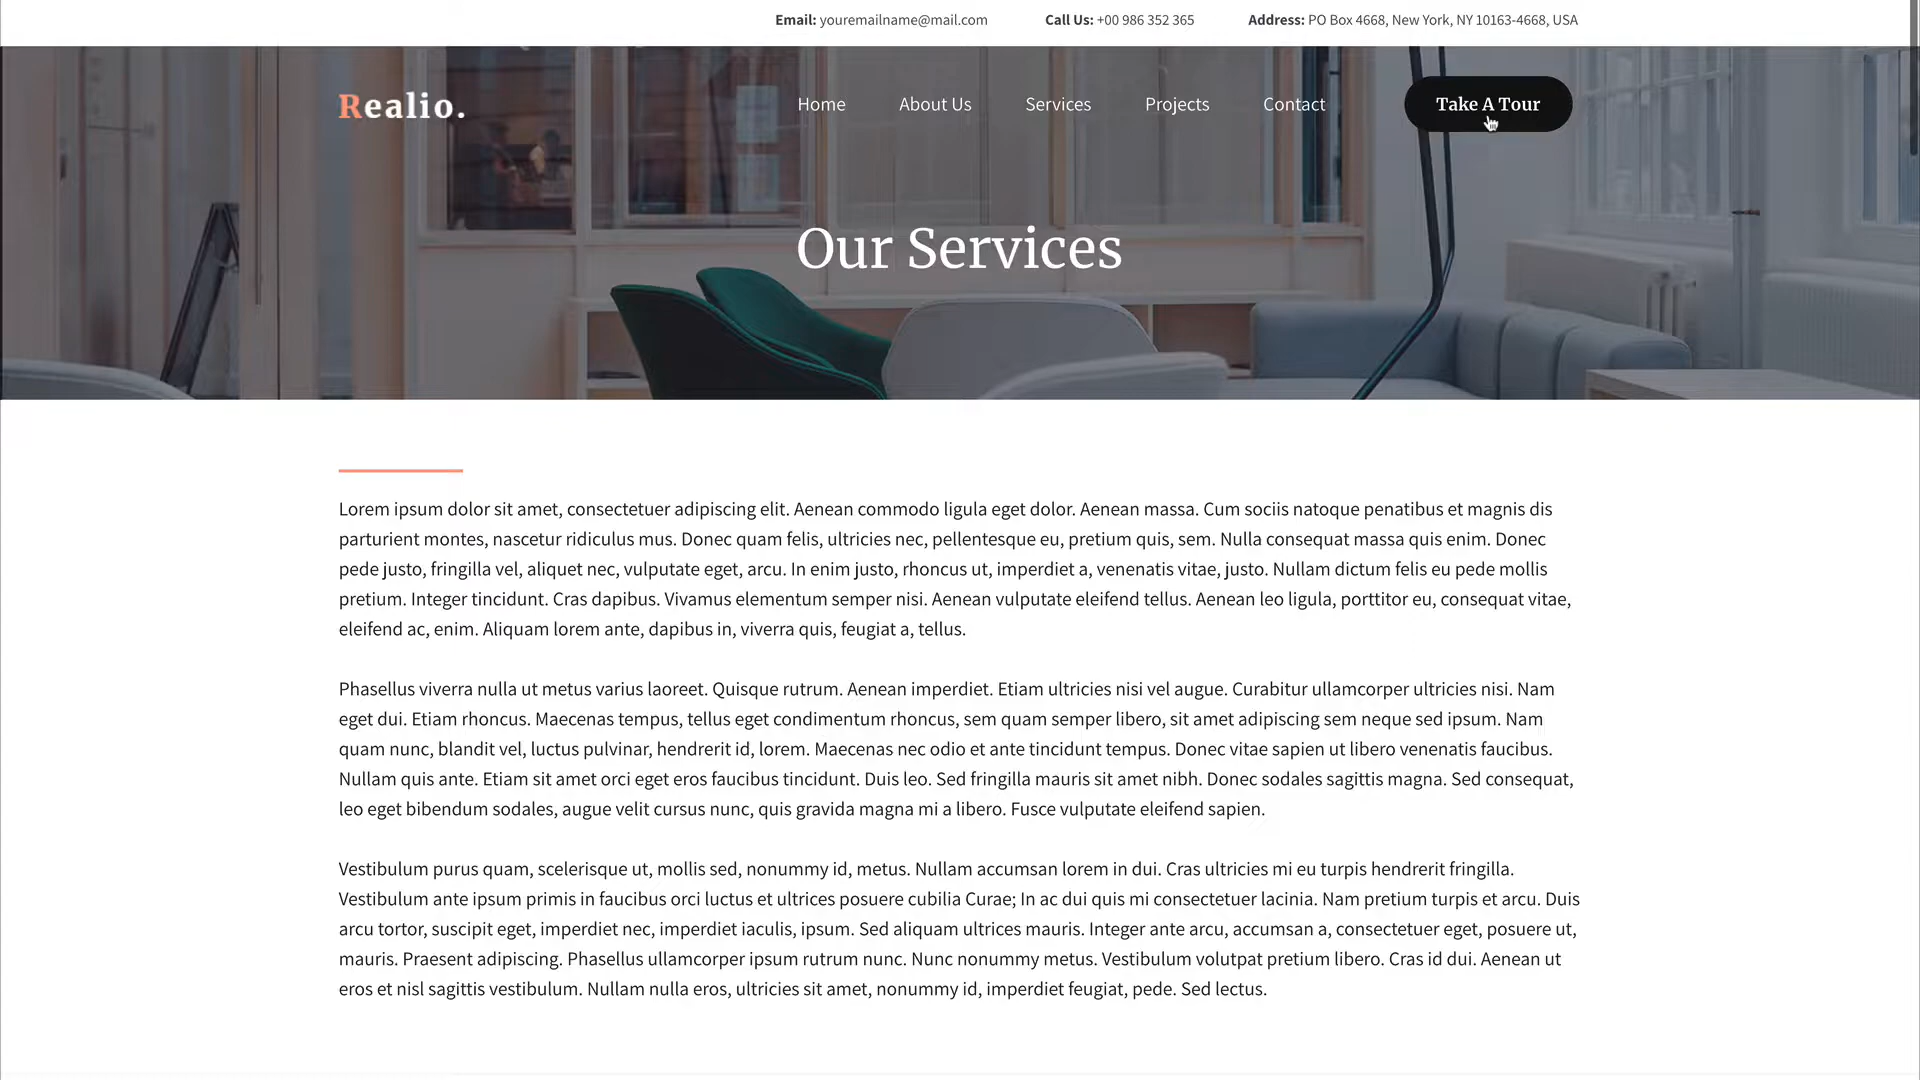 Email: youremailname@mail.com Call Us: +00 986 352 365 Address: PO Box 4668, New York, NY 10163-4668, USA
Realio. Home About Us Services Projects Contact Take A Tour
Our Services
Lorem ipsum dolor sit amet, consectetuer adipiscing elit. Aenean commodo ligula eget dolor. Aenean massa. Cum sociis natoque penatibus et magnis dis
parturient montes, nascetur ridiculus mus. Donec quam felis, ultricies nec, pellentesque eu, pretium quis, sem. Nulla consequat massa quis enim. Donec
pede justo, fringilla vel, aliquet nec, vulputate eget, arcu. In enim justo, rhoncus ut, imperdiet a, venenatis vitae, justo. Nullam dictum felis eu pede mollis
pretium. Integer tincidunt. Cras dapibus. Vivamus elementum semper nisi. Aenean vulputate eleifend tellus. Aenean leo ligula, porttitor eu, consequat vitae,
eleifend ac, enim. Aliquam lorem ante, dapibus in, viverra quis, feugiat a, tellus.
Phasellus viverra nulla ut metus varius laoreet. Quisque rutrum. Aenean imperdiet. Etiam ultricies nisi vel augue. Curabitur ullamcorper ultricies nisi. Nam
eget dui. Etiam rhoncus. Maecenas tempus, tellus eget condimentum rhoncus, sem quam semper libero, sit amet adipiscing sem neque sed ipsum. Nam
quam nunc, blandit vel, luctus pulvinar, hendrerit id, lorem. Maecenas nec odio et ante tincidunt tempus. Donec vitae sapien ut libero venenatis faucibus.
Nullam quis ante. Etiam sit amet orci eget eros faucibus tincidunt. Duis leo. Sed fringilla mauris sit amet nibh. Donec sodales sagittis magna. Sed consequat,
leo eget bibendum sodales, augue velit cursus nunc, quis gravida magna mi a libero. Fusce vulputate eleifend sapien.
Vestibulum purus quam, scelerisque ut, mollis sed, nonummy id, metus. Nullam accumsan lorem in dui. Cras ultricies mi eu turpis hendrerit fringilla.
Vestibulum ante ipsum primis in faucibus orci luctus et ultrices posuere cubilia Curae; In ac dui quis mi consectetuer lacinia. Nam pretium turpis et arcu. Duis
arcu tortor, suscipit eget, imperdiet nec, imperdiet iaculis, ipsum. Sed aliquam ultrices mauris. Integer ante arcu, accumsan a, consectetuer eget, posuere ut,
mauris. Praesent adipiscing. Phasellus ullamcorper ipsum rutrum nunc. Nunc nonummy metus. Vestibulum volutpat pretium libero. Cras id dui. Aenean ut
eros et nisl sagittis vestibulum. Nullam nulla eros, ultricies sit amet, nonummy id, imperdiet feugiat, pede. Sed lectus.